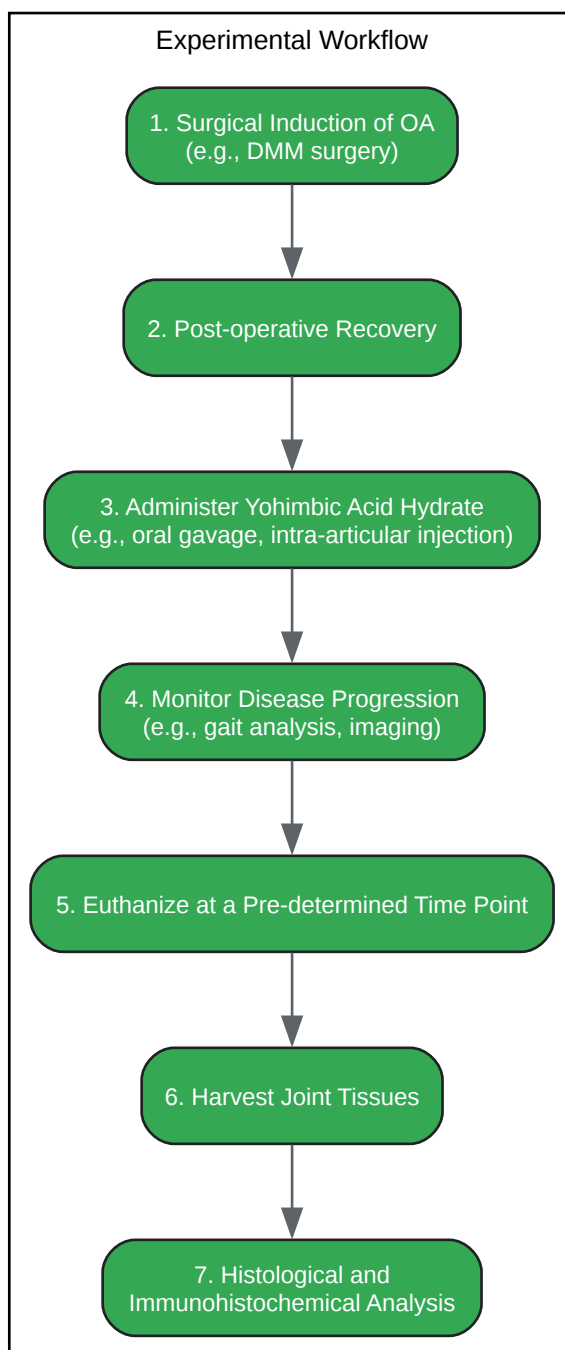 Experimental Workflow
1. Surgical Induction of OA
(e.g., DMM surgery)
2. Post-operative Recovery
3. Administer Yohimbic Acid Hydrate
(e.g., oral gavage, intra-articular injection)
4. Monitor Disease Progression
(e.g., gait analysis, imaging)
5. Euthanize at a Pre-determined Time Point
6. Harvest Joint Tissues
7. Histological and
Immunohistochemical Analysis